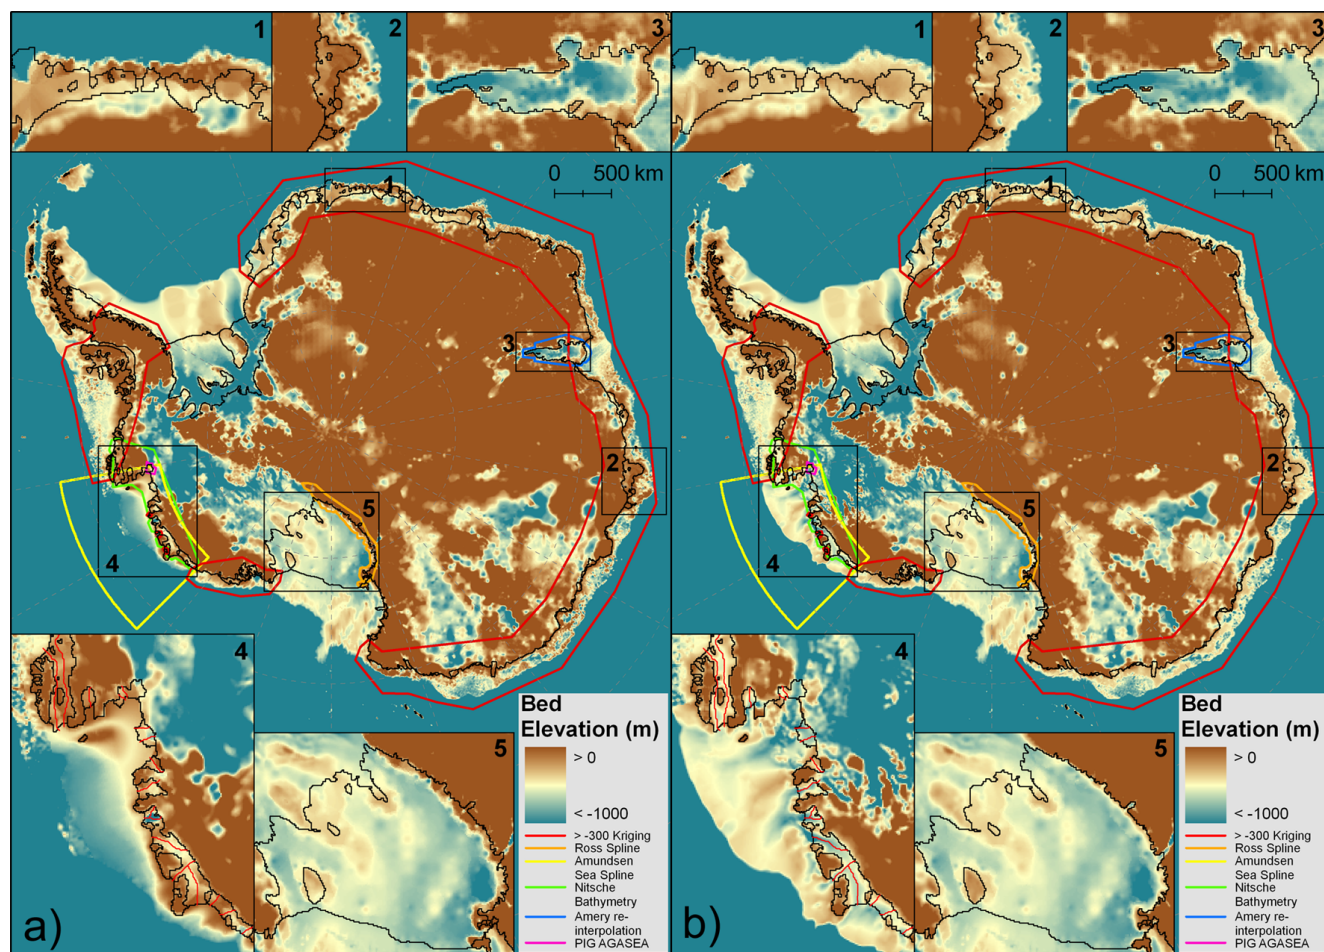 1
2
3
1
2
3
0 500 km
1
3
2
5
4
0 500 km
1
3
2
5
4
4
5
Bed
Elevation (m)
> 0
< -1000
> -300 Kriging
Ross Spline
Amundsen
Sea Spline
Nitsche
Bathymetry
Amery re-
interpolation
PIG AGASEA
a)
4
5
Bed
Elevation (m)
> 0
< -1000
> -300 Kriging
Ross Spline
Amundsen
Sea Spline
Nitsche
Bathymetry
Amery re-
interpolation
PIG AGASEA
b)